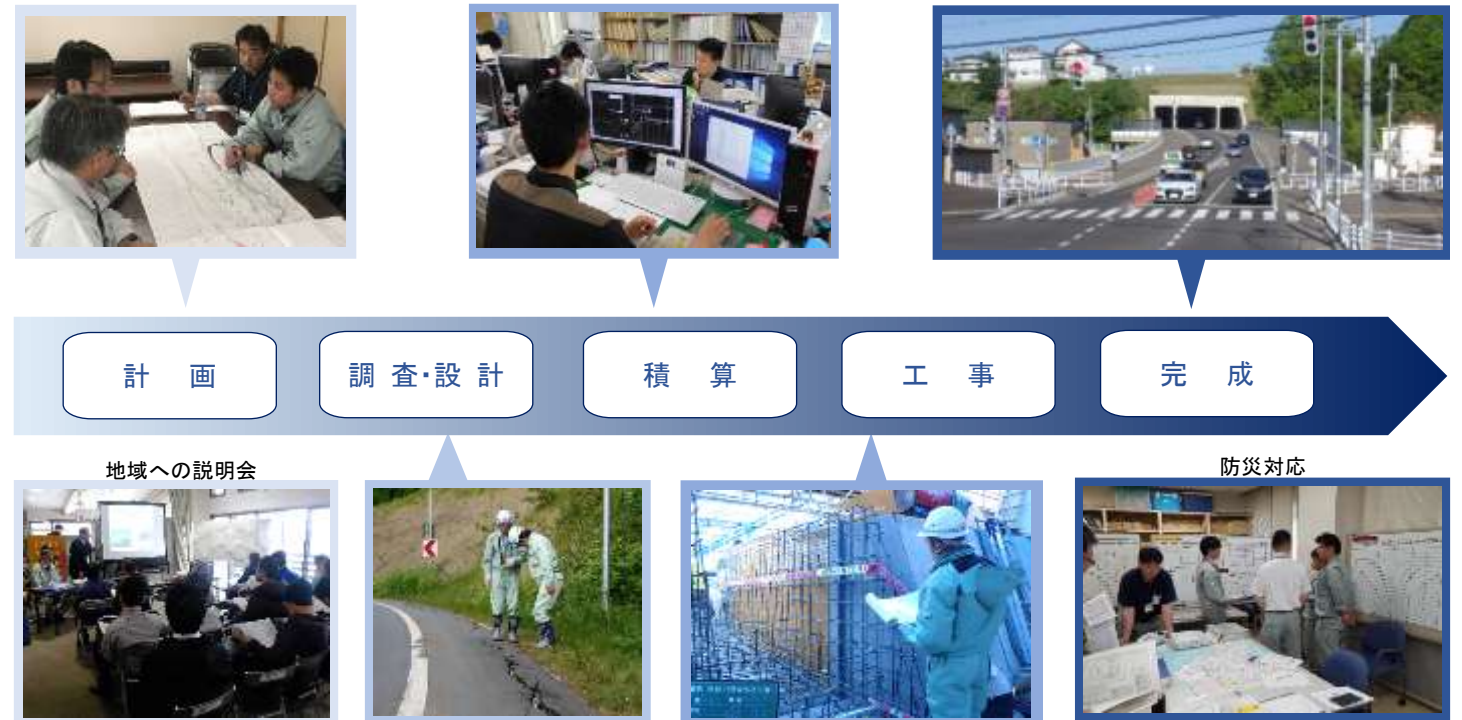 計 画
調 査・設 計
積 算
工 事
完 成
地域への説明会
防災対応